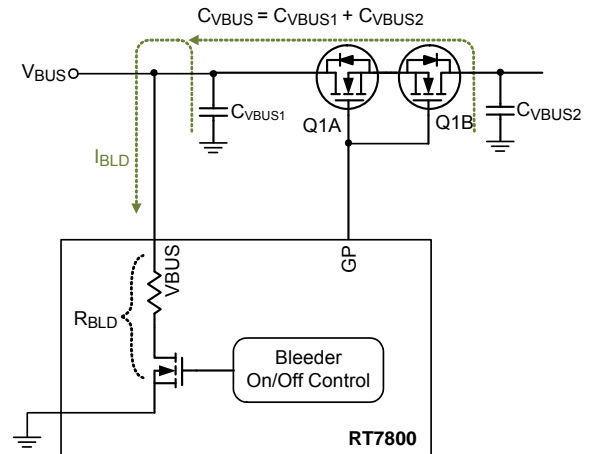 CVBUS = CVBUS1 + CVBUS2
VBUS
CVBUS1
Q1A
Q1B
CVBUS2
IBLD
VBUS
GP
RBLD
Bleeder
On/Off Control
RT7800